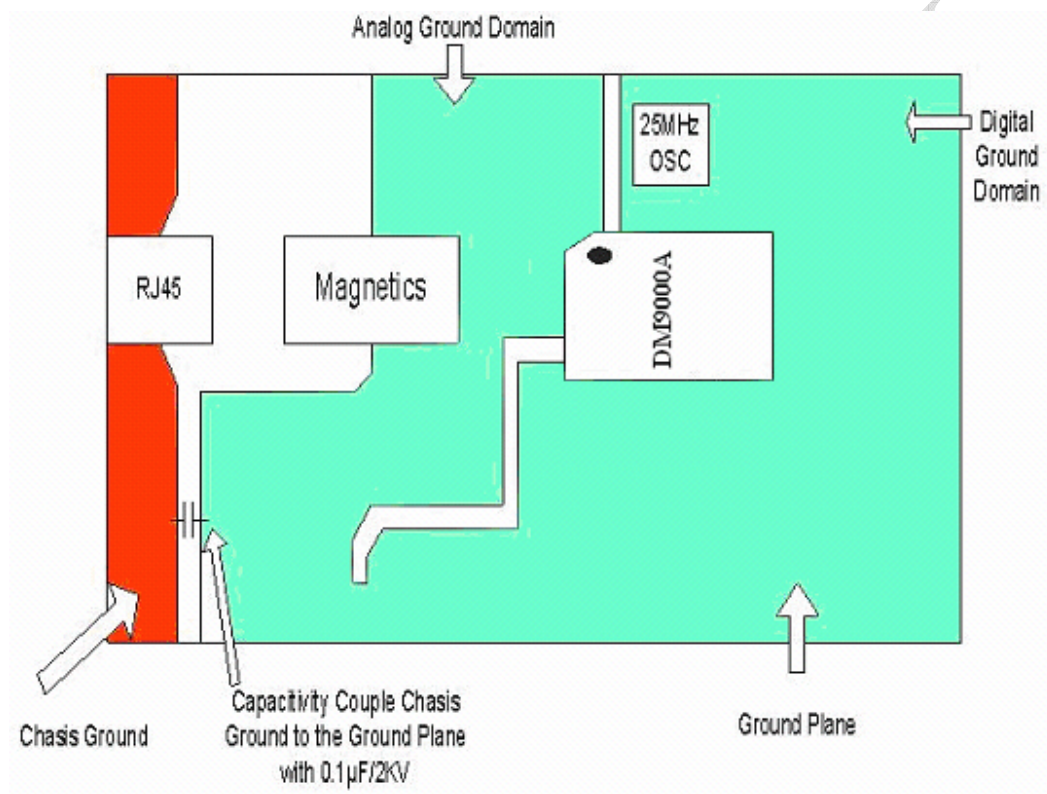 Analog Ground Domain
25MHz
OSC
Digital
Ground
Domain
RJ45
Magnetics
DM9000A
Chasis Ground
Capacitivity Couple Chasis
Ground to the Ground Plane
with 0.1µF/2KV
Ground Plane